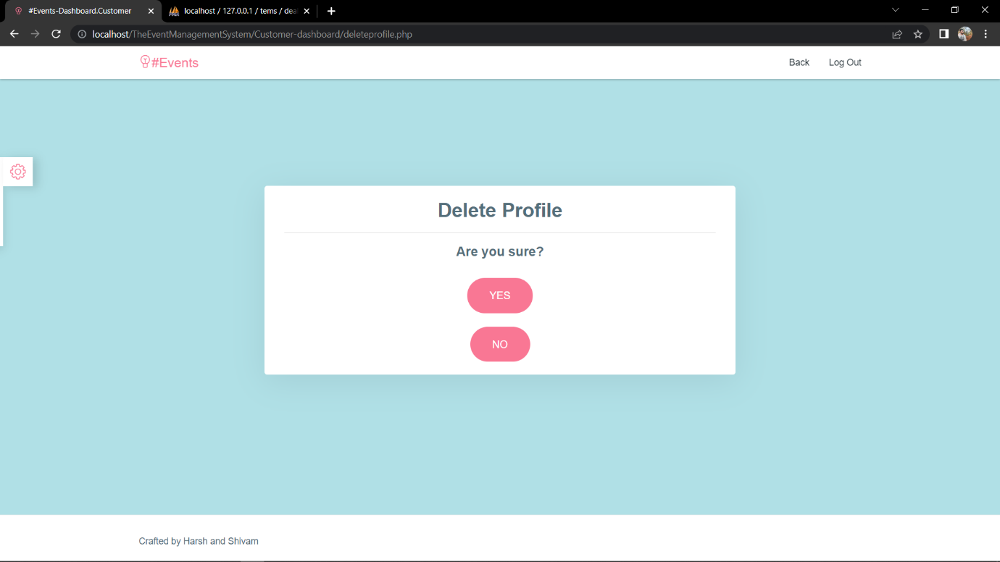 #Events-Dashboard.Customer
localhost / 127.0.0.1 / tems / dea
localhost/TheEventManagementSystem/Customer-dashboard/deleteprofile.php
#Events
Back
Log Out
Delete Profile
Are you sure?
YES
NO
Crafted by Harsh and Shivam